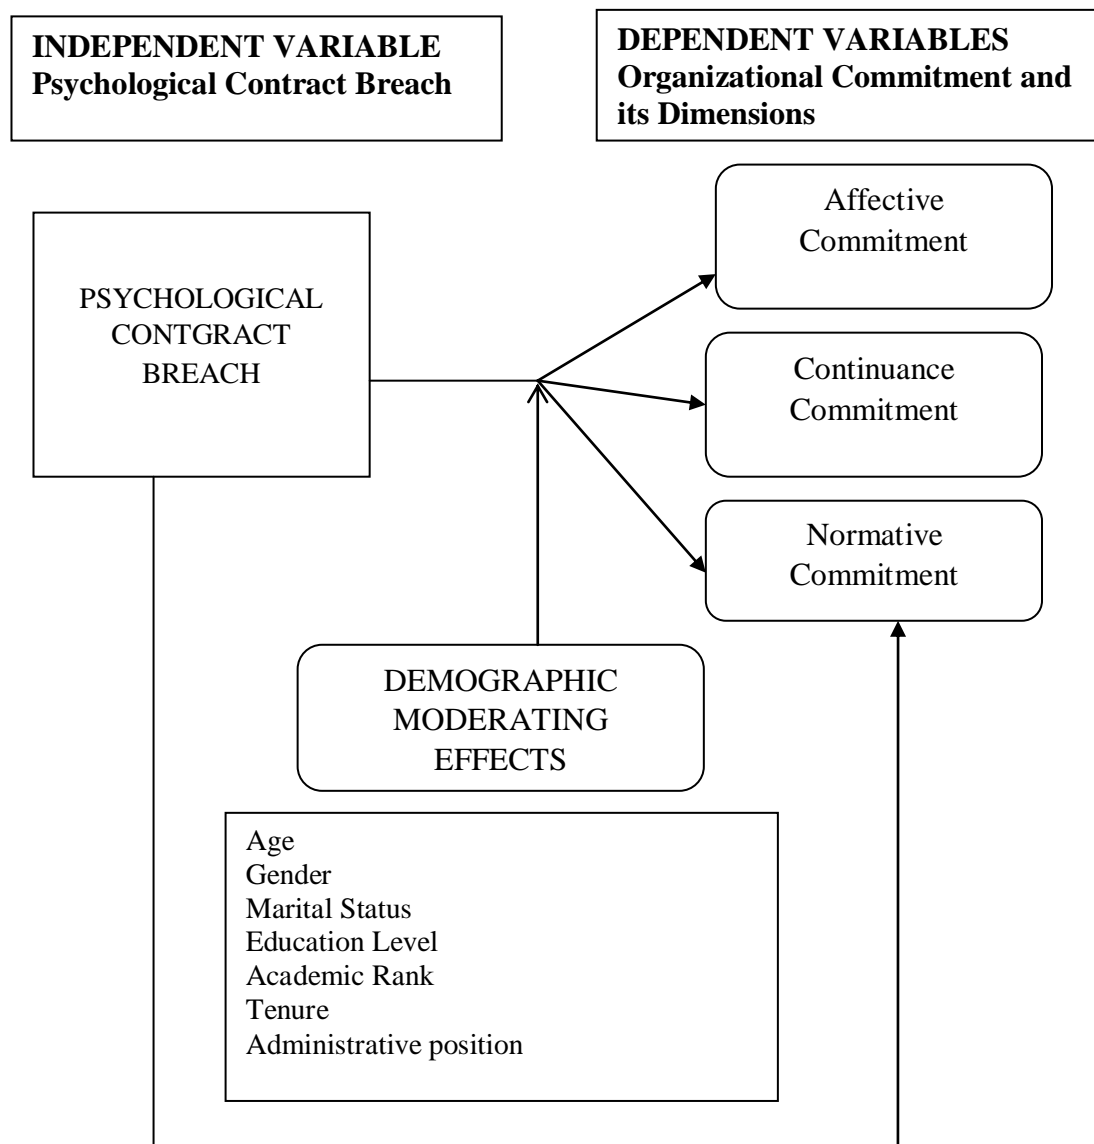 INDEPENDENT VARIABLE
Psychological Contract Breach
DEPENDENT VARIABLES
Organizational Commitment and
its Dimensions
PSYCHOLOGICAL
CONTGRACT
BREACH
Affective
Commitment
Continuance
Commitment
Normative
Commitment
DEMOGRAPHIC
MODERATING
EFFECTS
Age
Gender
Marital Status
Education Level
Academic Rank
Tenure
Administrative position